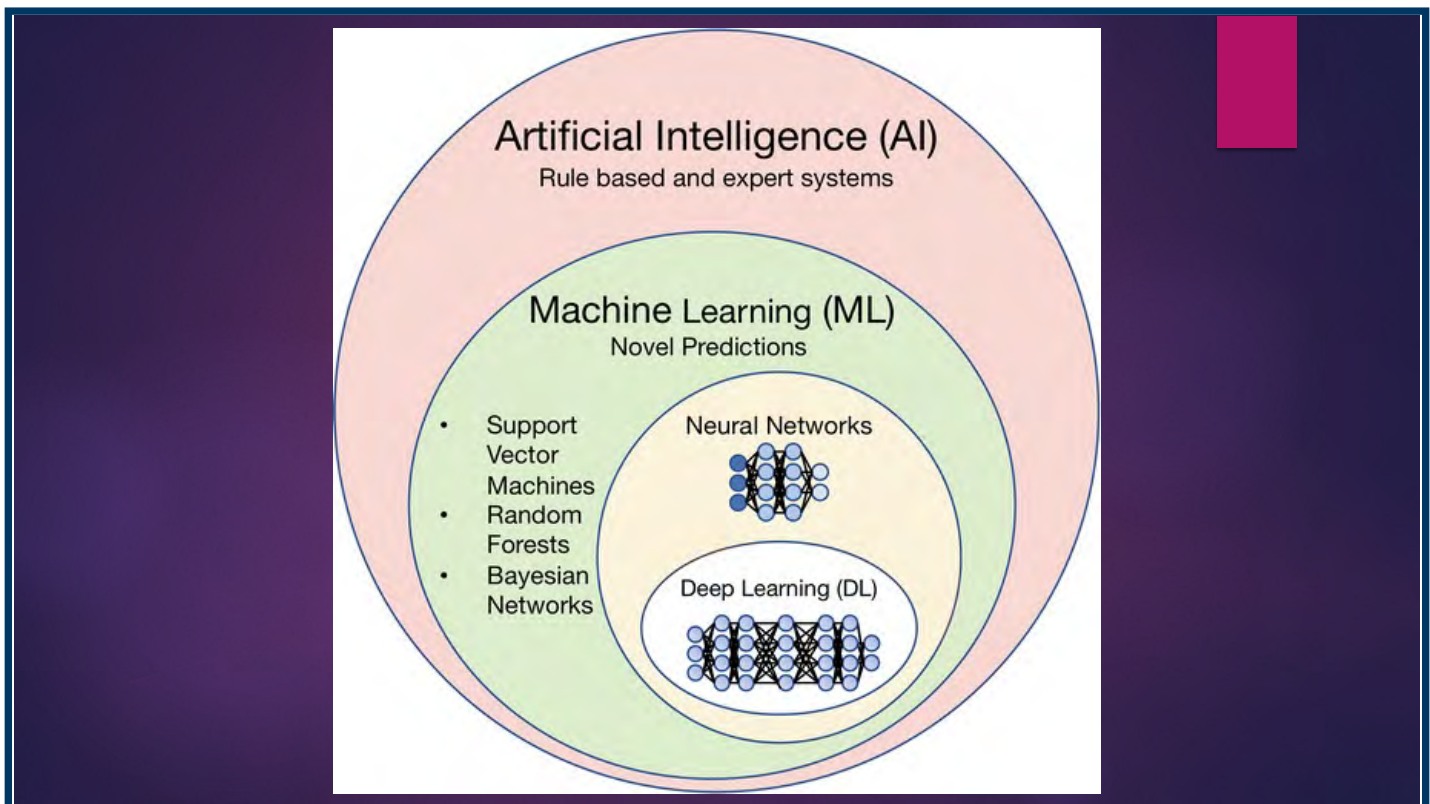 Artificial Intelligence (AI)
Rule based and expert systems
Machine Learning (ML)
Novel Predictions
• Support
Vector
Machines
• Random
Forests
• Bayesian
Networks
Neural Networks
Deep Learning (DL)